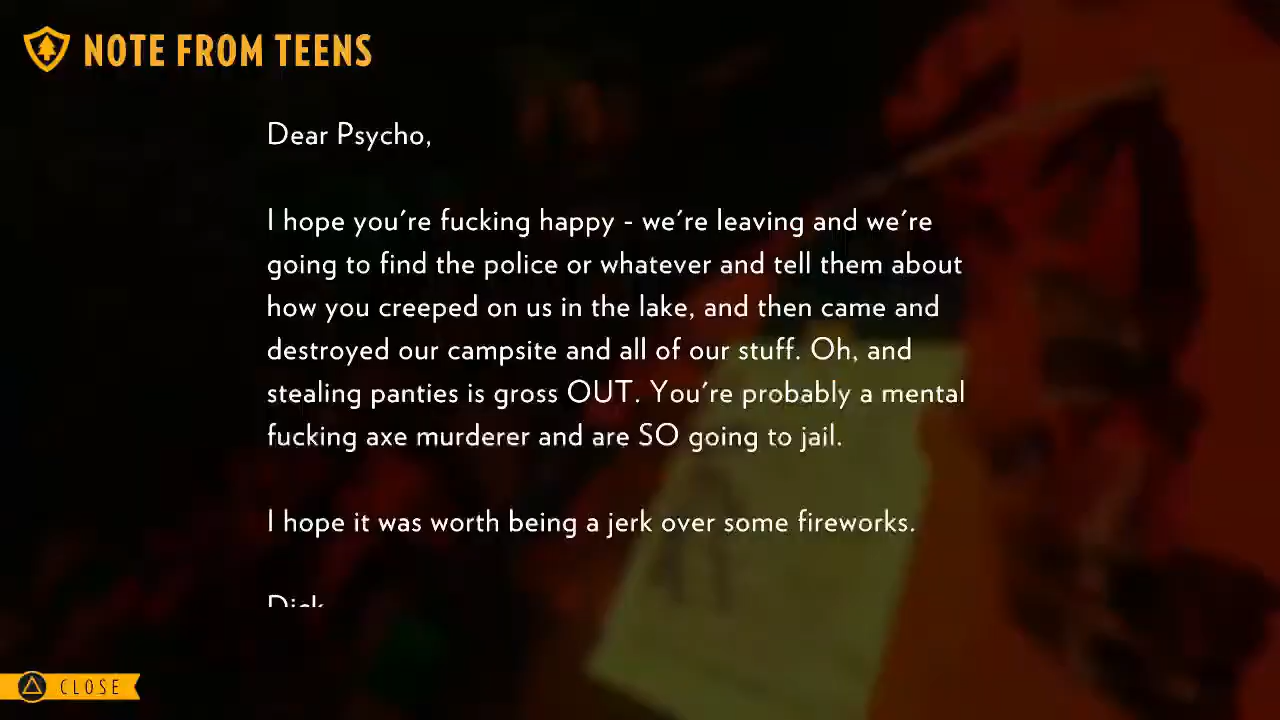 NOTE FROM TEENS
Dear Psycho,
I hope you're fucking happy - we're leaving and we're
going to find the police or whatever and tell them about
how you creeped on us in the lake, and then came and
destroyed our campsite and all of our stuff. Oh, and
stealing panties is gross OUT. You're probably a mental
fucking axe murderer and are SO going to jail.
I hope it was worth being a jerk over some fireworks.
Dick
CLOSE